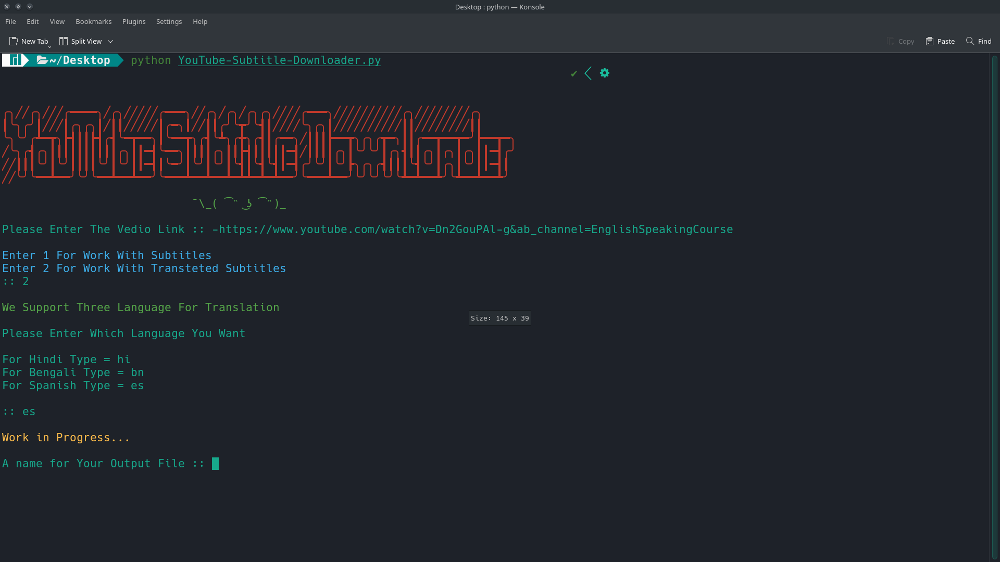 Desktop : python — Konsole
File Edit View Bookmarks Plugins Settings Help
New Tab Split View Copy Paste Find
~/Desktop python YouTube-Subtitle-Downloader.py
✔
YouTubeSubtitleDownloader
¯\_( ͡ᵔ ͜ʖ ͡ᵔ )_
Please Enter The Vedio Link :: -https://www.youtube.com/watch?v=Dn2GouPAl-g&ab_channel=EnglishSpeakingCourse
Enter 1 For Work With Subtitles
Enter 2 For Work With Transteted Subtitles
:: 2
We Support Three Language For Translation
Size: 145 x 39
Please Enter Which Language You Want
For Hindi Type = hi
For Bengali Type = bn
For Spanish Type = es
:: es
Work in Progress...
A name for Your Output File ::